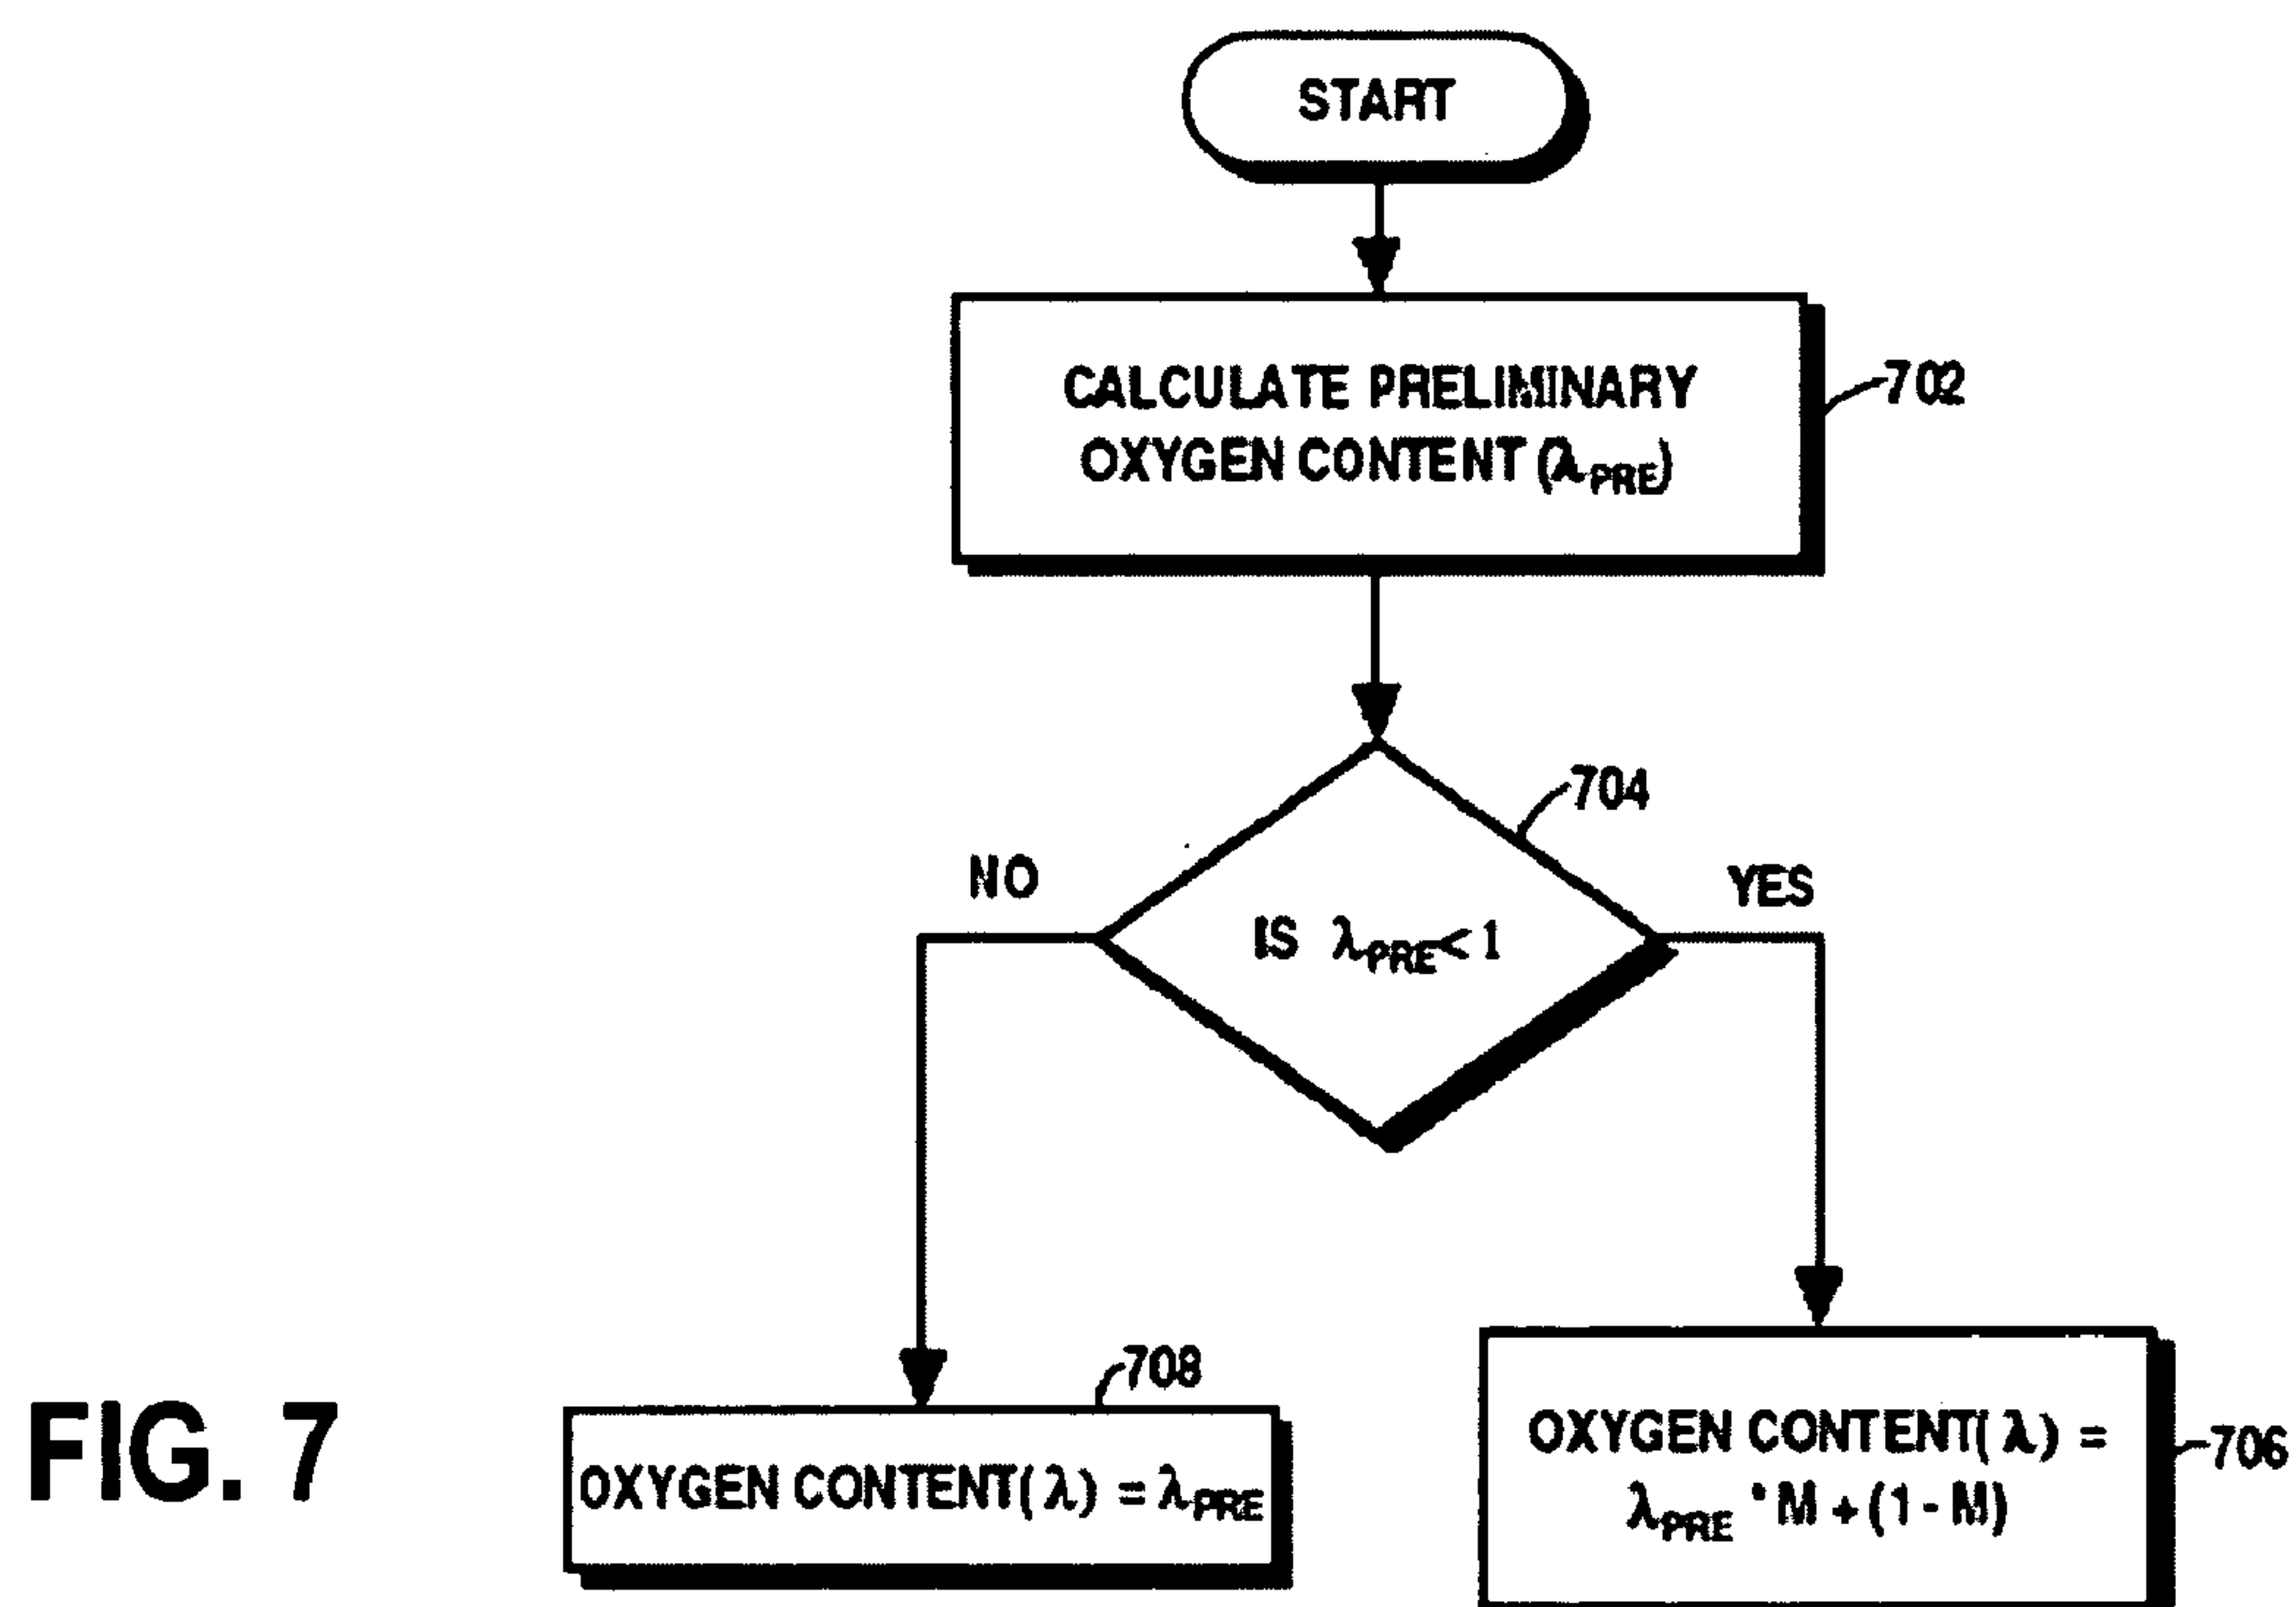 START
CALCULATE PRELIMINARY
OXYGEN CONTENT (λPRE)
702
704
NO
YES
IS λPRE< 1
708
OXYGEN CONTENT(λ) = λPRE
OXYGEN CONTENT(λ) =
λPRE • M + (1 - M)
706
FIG. 7